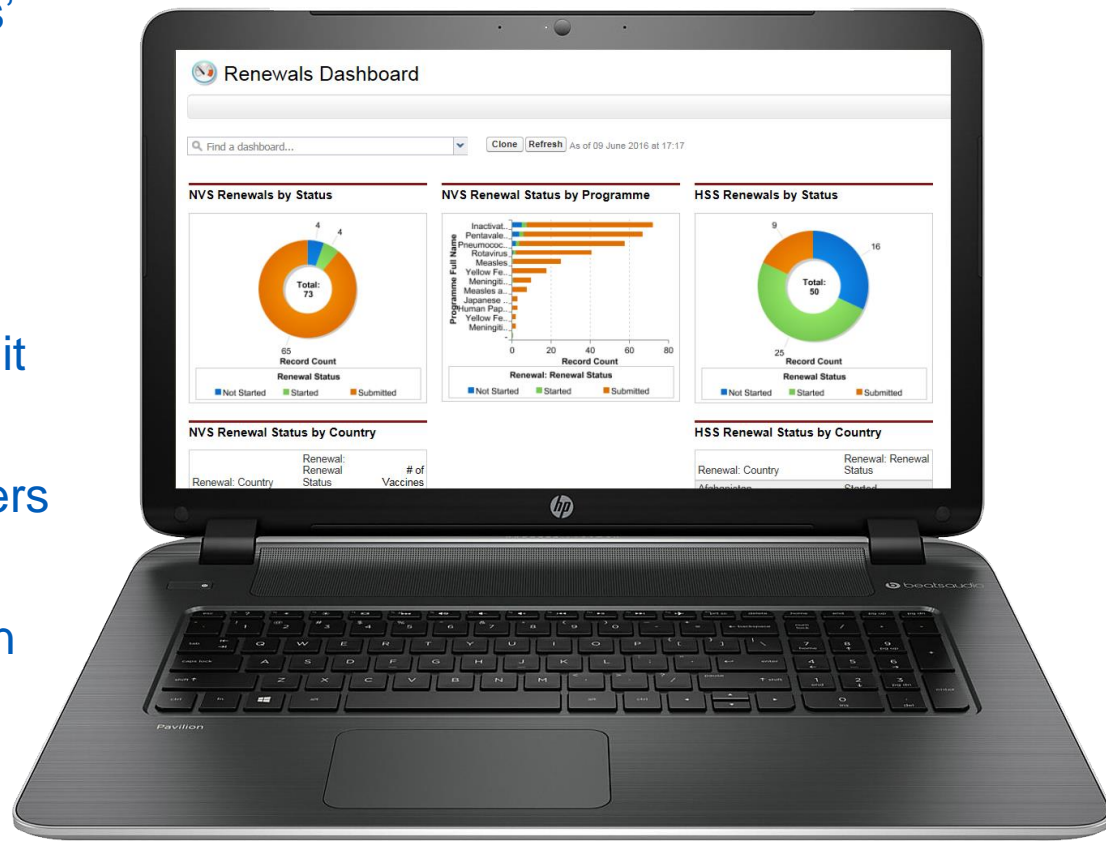 s’
it
ers
n
Renewals Dashboard
Find a dashboard...
Clone Refresh As of 09 June 2016 at 17:17
NVS Renewals by Status
4 4
Total:
73
65
Record Count
Renewal Status
Not Started Started Submitted
NVS Renewal Status by Programme
Programme Full Name
Inactivat...
Pentavale...
Pneumococ...
Rotavirus
Measles
Yellow Fe...
Meningiti...
Measles a...
Japanese ...
Human Pap...
Yellow Fe...
Meningiti...
-
0 20 40 60 80
Record Count
Renewal: Renewal Status
Not Started Started Submitted
HSS Renewals by Status
9
16
Total:
50
25
Record Count
Renewal Status
Not Started Started Submitted
NVS Renewal Status by Country
Renewal: Country Renewal: Renewal Status # of Vaccines
HSS Renewal Status by Country
Renewal: Country Renewal: Renewal Status
Afghanistan Started
hp
beatsaudio
Q W E R T Y U I O P
A S D F G H J K L
Z X C V B N M
Pavilion